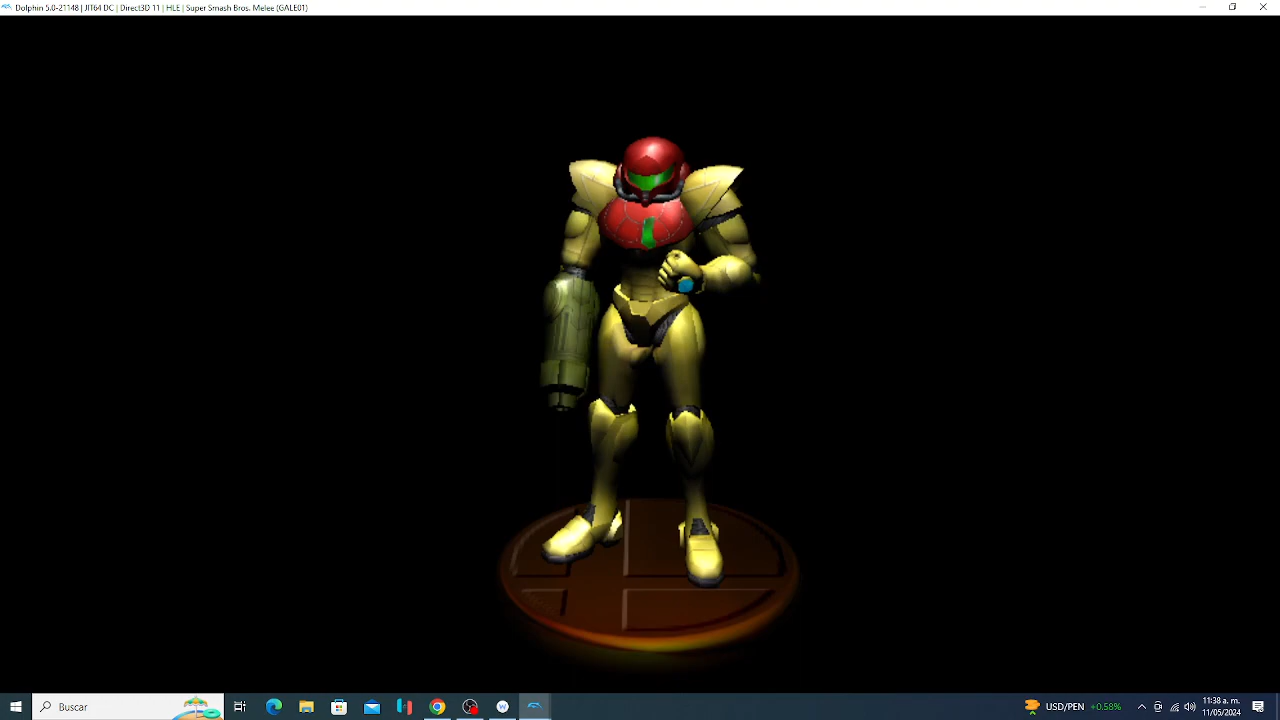 Dolphin 5.0-21148 | JIT64 DC | Direct3D 11 | HLE | Super Smash Bros. Melee (GALE01)
Buscar
USD/PEN +0.58%
11:38 a. m.
11/05/2024